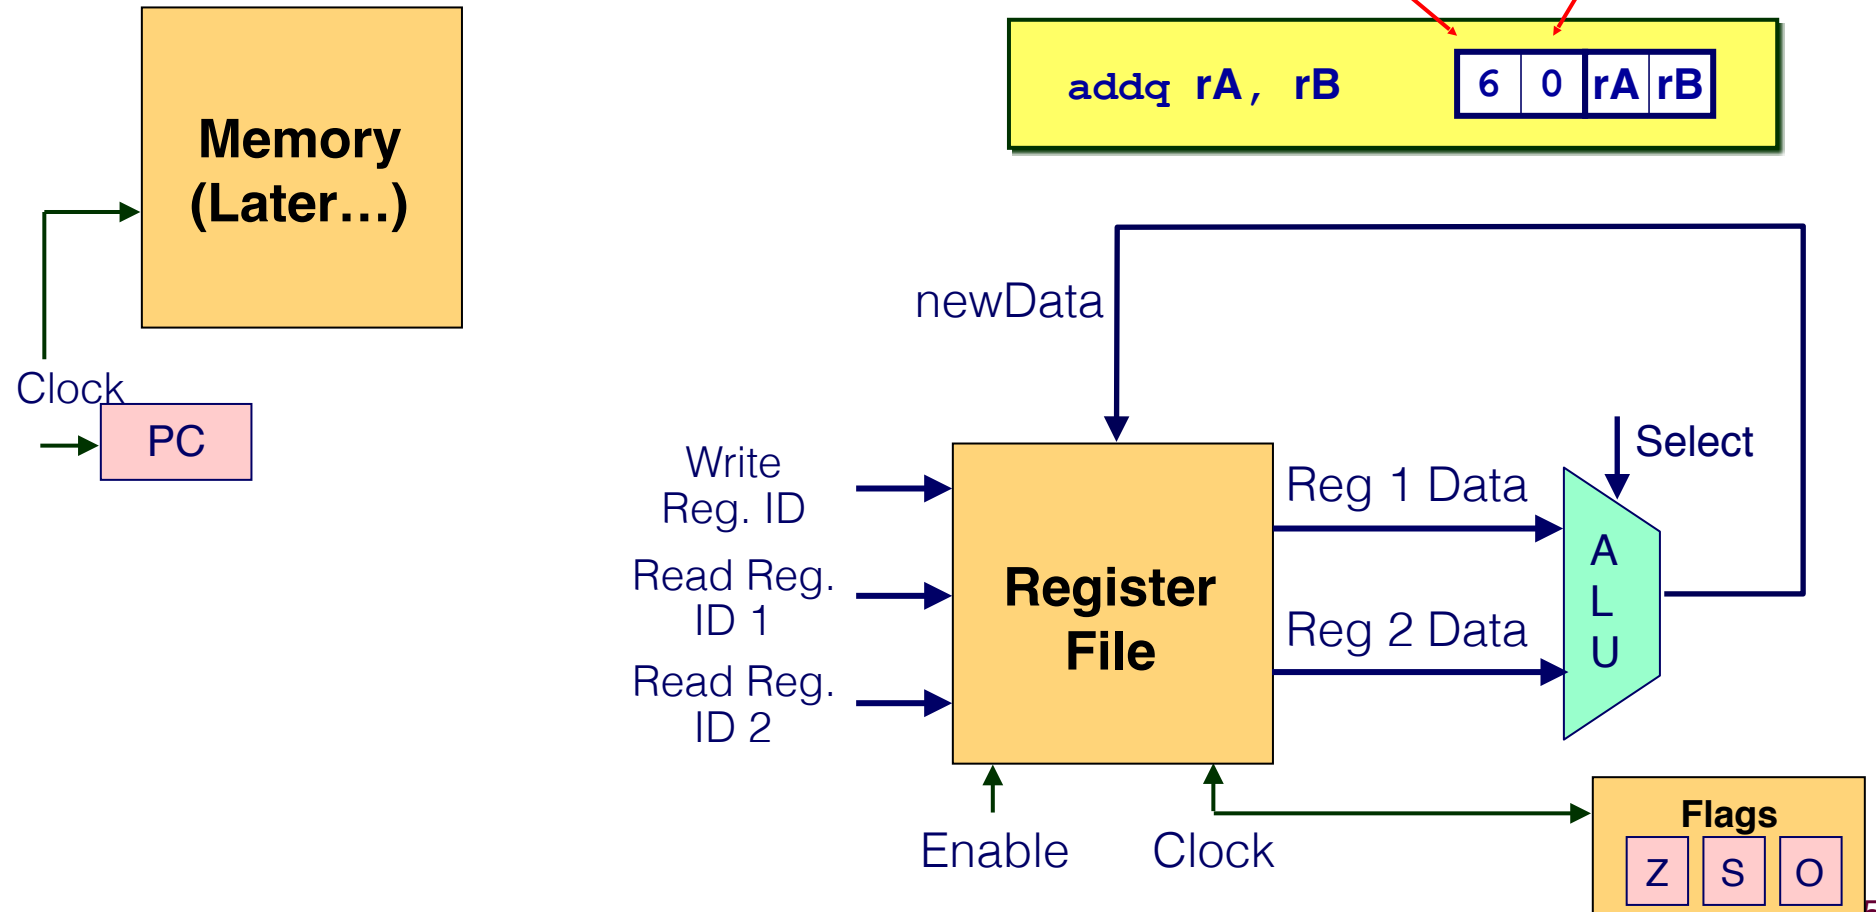 Memory
(Later…)
addq rA, rB
6 0 rA rB
newData
Clock
PC
Select
Write
Reg. ID
Read Reg.
ID 1
Read Reg.
ID 2
Register
File
Reg 1 Data
Reg 2 Data
A
L
U
Enable
Clock
Flags
Z S O